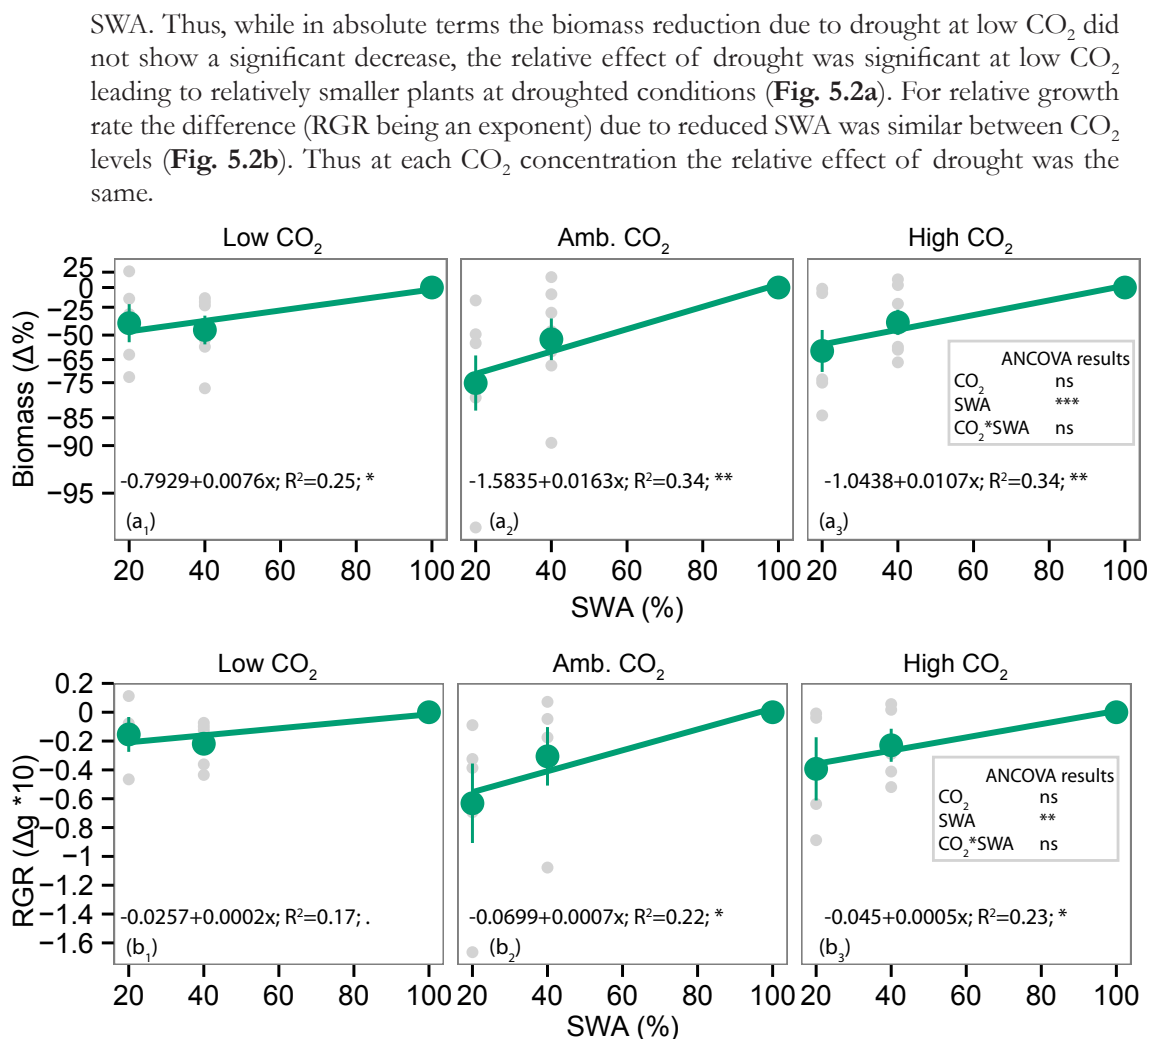 SWA. Thus, while in absolute terms the biomass reduction due to drought at low CO₂ did
not show a significant decrease, the relative effect of drought was significant at low CO₂
leading to relatively smaller plants at droughted conditions (Fig. 5.2a). For relative growth
rate the difference (RGR being an exponent) due to reduced SWA was similar between CO₂
levels (Fig. 5.2b). Thus at each CO₂ concentration the relative effect of drought was the
same.
Low CO₂ Amb. CO₂ High CO₂
Biomass (Δ%)
25
0
−25
−50
−65
−75
−85
−90
−95
ANCOVA results
CO₂ ns
SWA ***
CO₂*SWA ns
-0.7929+0.0076x; R²=0.25; * -1.5835+0.0163x; R²=0.34; ** -1.0438+0.0107x; R²=0.34; **
(a₁) (a₂) (a₃)
20 40 60 80 100 20 40 60 80 100 20 40 60 80 100
SWA (%)
Low CO₂ Amb. CO₂ High CO₂
RGR (Δg *10)
0.2
0
−0.2
−0.4
−0.6
−0.8
−1
−1.2
−1.4
−1.6
ANCOVA results
CO₂ ns
SWA **
CO₂*SWA ns
-0.0257+0.0002x; R²=0.17; . -0.0699+0.0007x; R²=0.22; * -0.045+0.0005x; R²=0.23; *
(b₁) (b₂) (b₃)
20 40 60 80 100 20 40 60 80 100 20 40 60 80 100
SWA (%)